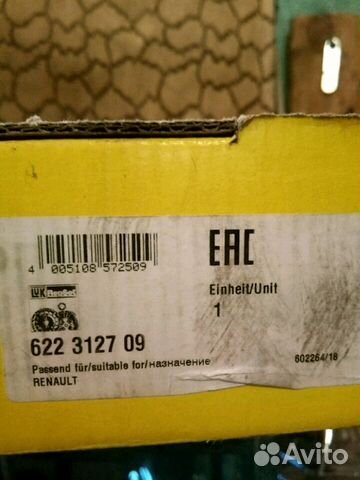 4 005108 572509
EAC
Einheit/Unit
1
LUK RepSet
622 3127 09
Passend für/suitable for/назначение
RENAULT
602264/18
Avito